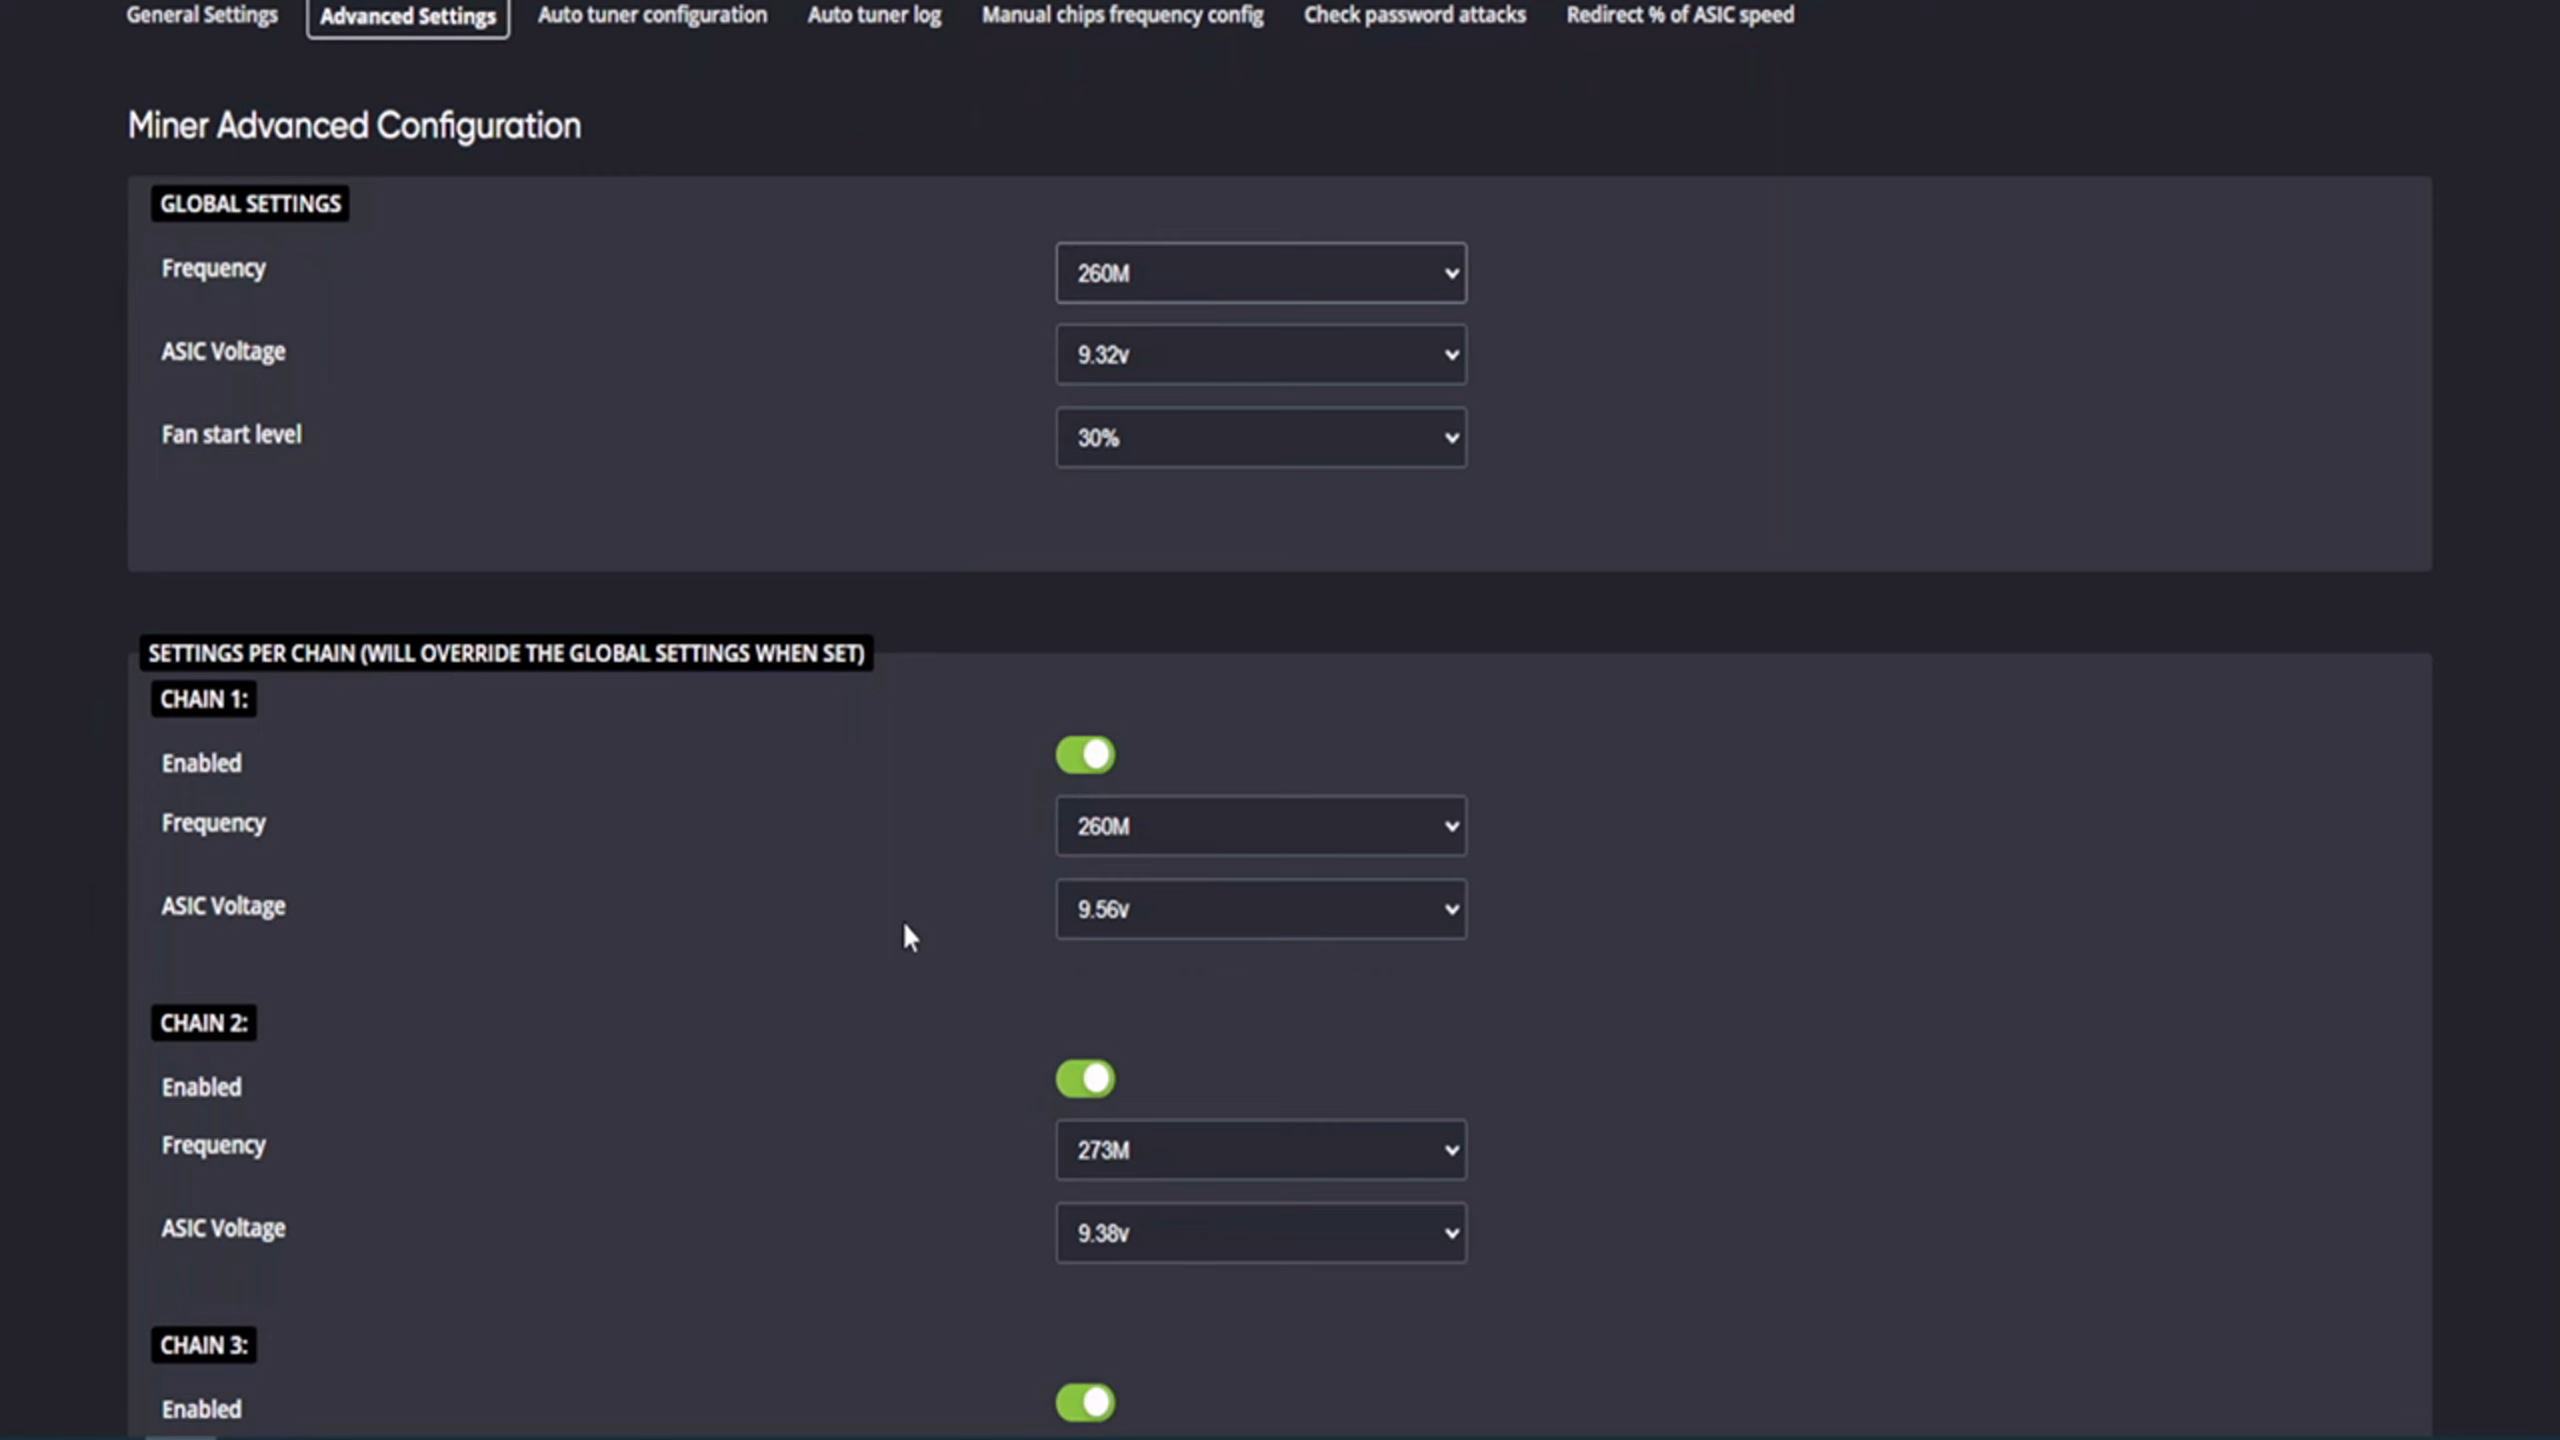 General Settings
Advanced Settings
Auto tuner configuration
Auto tuner log
Manual chips frequency config
Check password attacks
Redirect % of ASIC speed
Miner Advanced Configuration
GLOBAL SETTINGS
Frequency
260M
ASIC Voltage
9.32v
Fan start level
30%
SETTINGS PER CHAIN (WILL OVERRIDE THE GLOBAL SETTINGS WHEN SET)
CHAIN 1:
Enabled
Frequency
260M
ASIC Voltage
9.56v
CHAIN 2:
Enabled
Frequency
273M
ASIC Voltage
9.38v
CHAIN 3:
Enabled